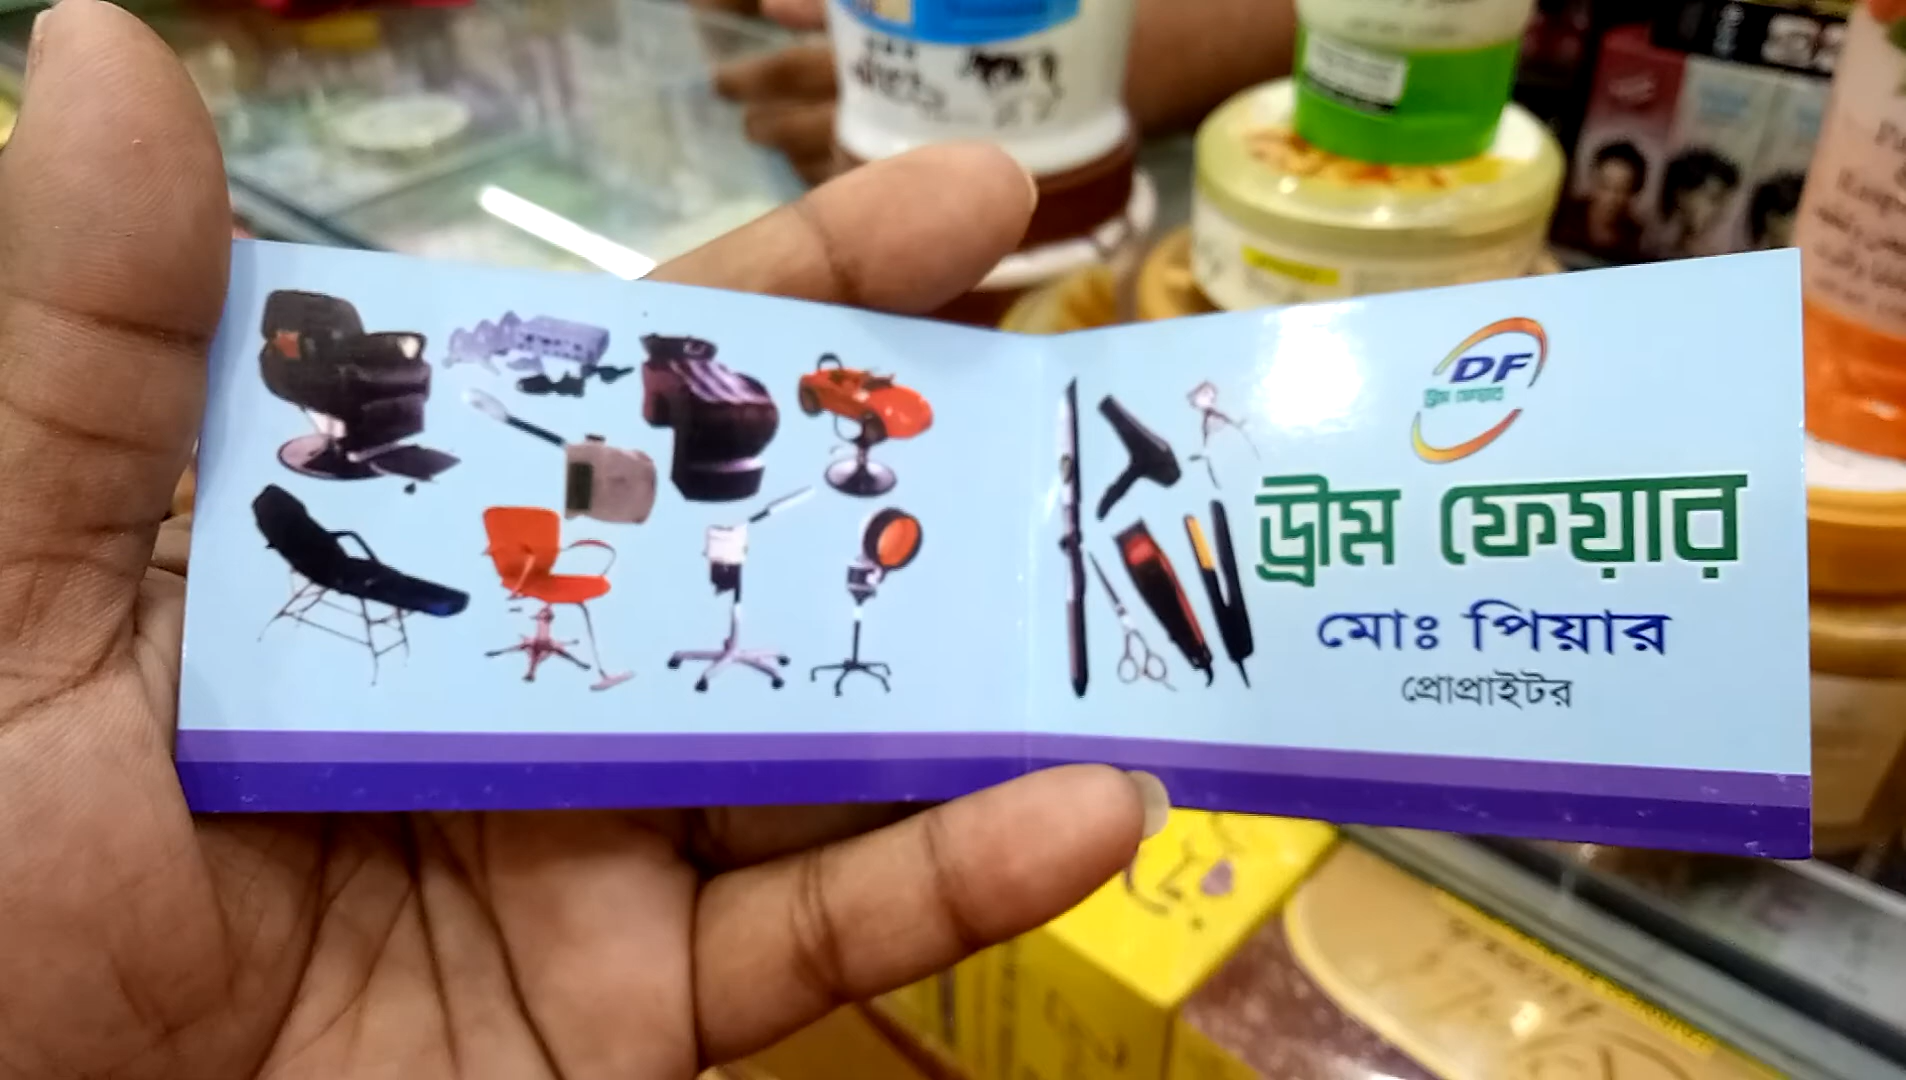 DF
ড্রীম ফেয়ার
ড্রীম ফেয়ার
মোঃ পিয়ার
প্রোপ্রাইটর